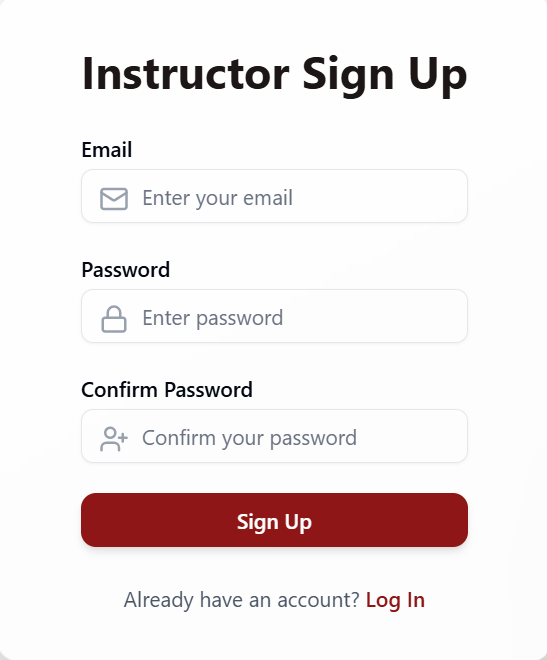 Instructor Sign Up
Email
Enter your email
Password
Enter password
Confirm Password
Confirm your password
Sign Up
Already have an account? Log In